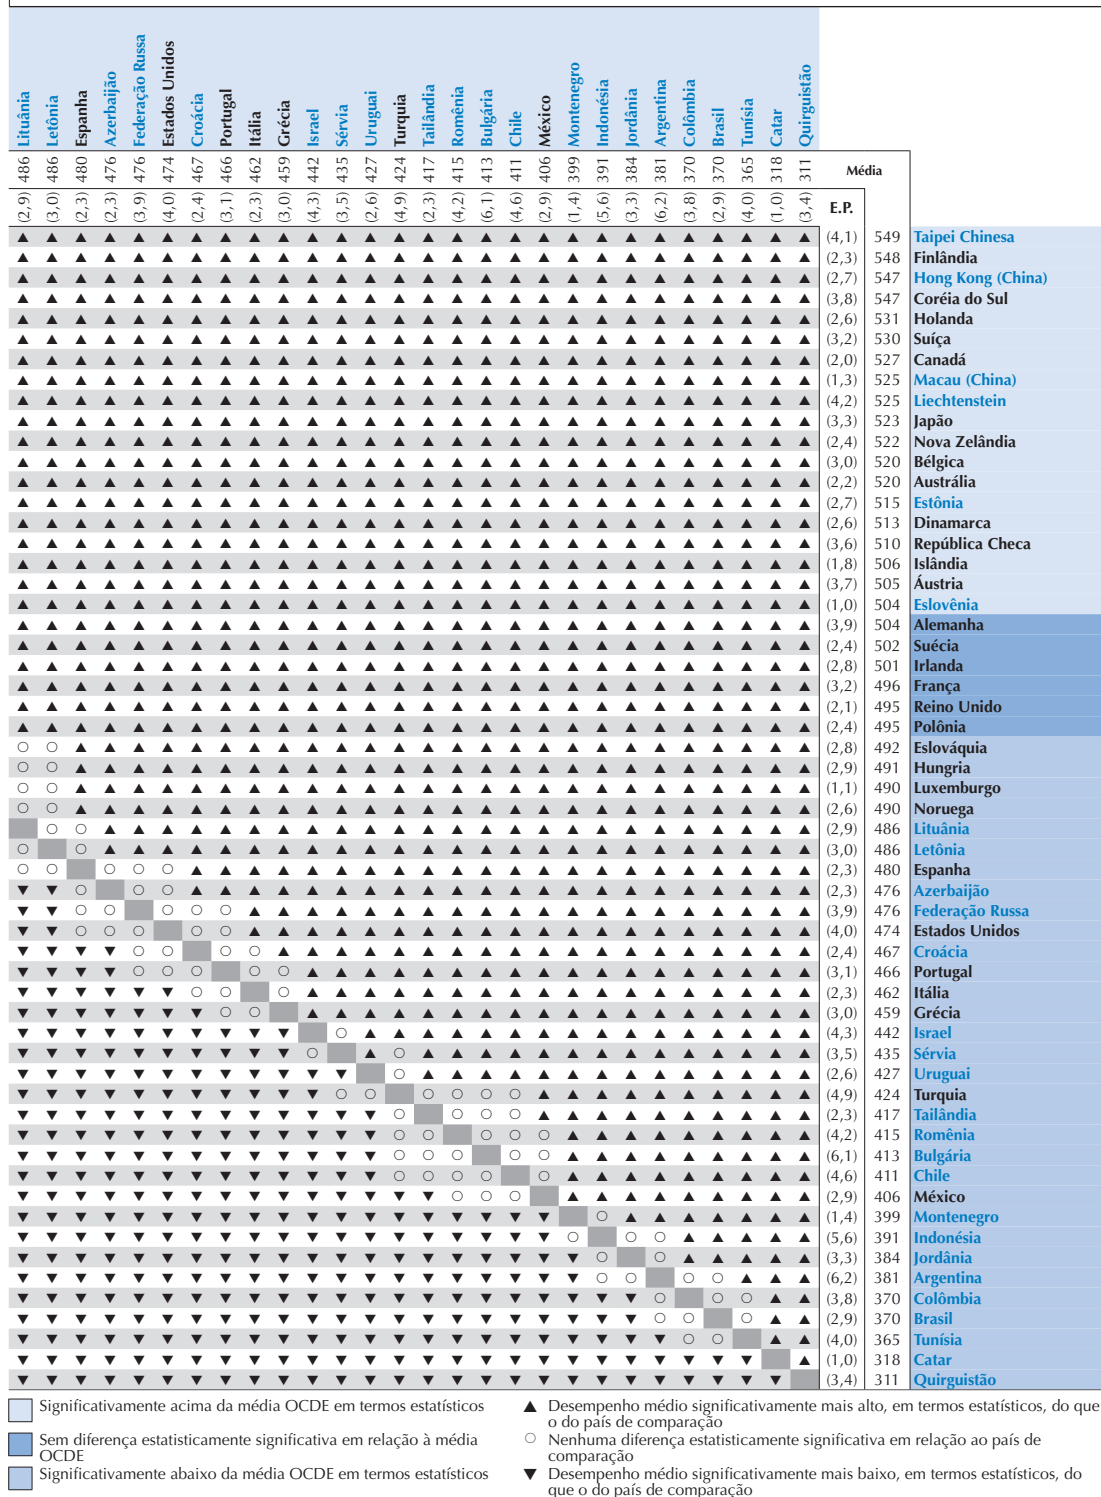 Lituânia
Letônia
Espanha
Azerbaijão
Federação Russa
Estados Unidos
Croácia
Portugal
Itália
Grécia
Israel
Sérvia
Uruguai
Turquia
Tailândia
Romênia
Bulgária
Chile
México
Montenegro
Indonésia
Jordânia
Argentina
Colômbia
Brasil
Tunísia
Catar
Quirguistão
486 486 480 476 476 474 467 466 462 459 442 435 427 424 417 415 413 411 406 399 391 384 381 370 370 365 318 311 Média
(2,9) (3,0) (2,3) (2,3) (3,9) (4,0) (2,4) (3,1) (2,3) (3,0) (4,3) (3,5) (2,6) (4,9) (2,3) (4,2) (6,1) (4,6) (2,9) (1,4) (5,6) (3,3) (6,2) (3,8) (2,9) (4,0) (1,0) (3,4) E.P.
(4,1) 549 Taipei Chinesa
(2,3) 548 Finlândia
(2,7) 547 Hong Kong (China)
(3,8) 547 Coréia do Sul
(2,6) 531 Holanda
(3,2) 530 Suíça
(2,0) 527 Canadá
(1,3) 525 Macau (China)
(4,2) 525 Liechtenstein
(3,3) 523 Japão
(2,4) 522 Nova Zelândia
(3,0) 520 Bélgica
(2,2) 520 Austrália
(2,7) 515 Estônia
(2,6) 513 Dinamarca
(3,6) 510 República Checa
(1,8) 506 Islândia
(3,7) 505 Áustria
(1,0) 504 Eslovênia
(3,9) 504 Alemanha
(2,4) 502 Suécia
(2,8) 501 Irlanda
(3,2) 496 França
(2,1) 495 Reino Unido
(2,4) 495 Polônia
(2,8) 492 Eslováquia
(2,9) 491 Hungria
(1,1) 490 Luxemburgo
(2,6) 490 Noruega
(2,9) 486 Lituânia
(3,0) 486 Letônia
(2,3) 480 Espanha
(2,3) 476 Azerbaijão
(3,9) 476 Federação Russa
(4,0) 474 Estados Unidos
(2,4) 467 Croácia
(3,1) 466 Portugal
(2,3) 462 Itália
(3,0) 459 Grécia
(4,3) 442 Israel
(3,5) 435 Sérvia
(2,6) 427 Uruguai
(4,9) 424 Turquia
(2,3) 417 Tailândia
(4,2) 415 Romênia
(6,1) 413 Bulgária
(4,6) 411 Chile
(2,9) 406 México
(1,4) 399 Montenegro
(5,6) 391 Indonésia
(3,3) 384 Jordânia
(6,2) 381 Argentina
(3,8) 370 Colômbia
(2,9) 370 Brasil
(4,0) 365 Tunísia
(1,0) 318 Catar
(3,4) 311 Quirguistão
Significativamente acima da média OCDE em termos estatísticos
Sem diferença estatisticamente significativa em relação à média
OCDE
Significativamente abaixo da média OCDE em termos estatísticos
▲ Desempenho médio significativamente mais alto, em termos estatísticos, do que
o do país de comparação
○ Nenhuma diferença estatisticamente significativa em relação ao país de
comparação
▼ Desempenho médio significativamente mais baixo, em termos estatísticos, do
que o do país de comparação